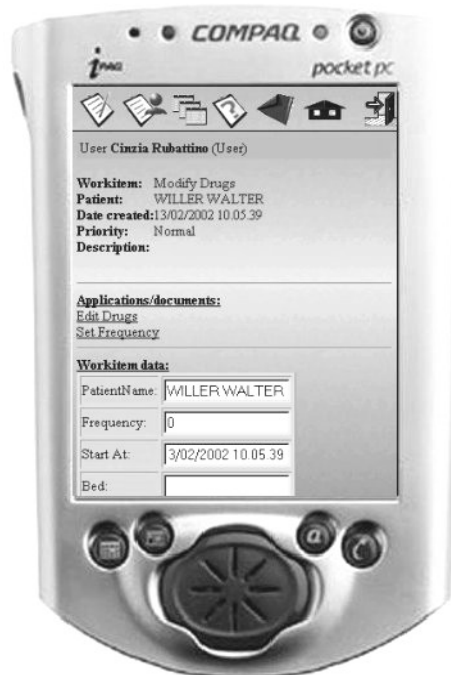 COMPAQ
iPAQ
pocket pc
User Cinzia Rubattino (User)
Workitem: Modify Drugs
Patient: WILLER WALTER
Date created:13/02/2002 10.05.39
Priority: Normal
Description:
Applications/documents:
Edit Drugs
Set Frequency
Workitem data:
PatientName: WILLER WALTER
Frequency: 0
Start At: 3/02/2002 10.05.39
Bed: